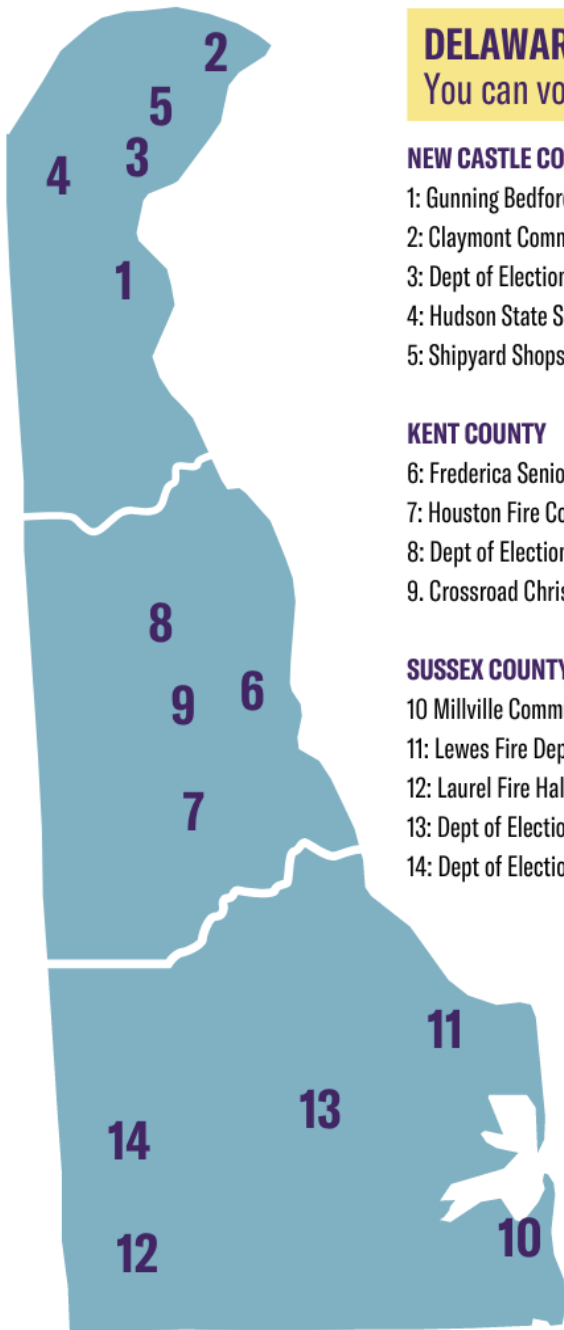 DELAWAR
You can vo
NEW CASTLE CO
1: Gunning Bedfor
2: Claymont Comm
3: Dept of Election
4: Hudson State S
5: Shipyard Shops
KENT COUNTY
6: Frederica Senio
7: Houston Fire Co
8: Dept of Election
9. Crossroad Chris
SUSSEX COUNTY
10 Millville Comm
11: Lewes Fire Dep
12: Laurel Fire Hal
13: Dept of Electio
14: Dept of Electio
2
5
3
4
1
8
9
6
7
11
13
14
12
10